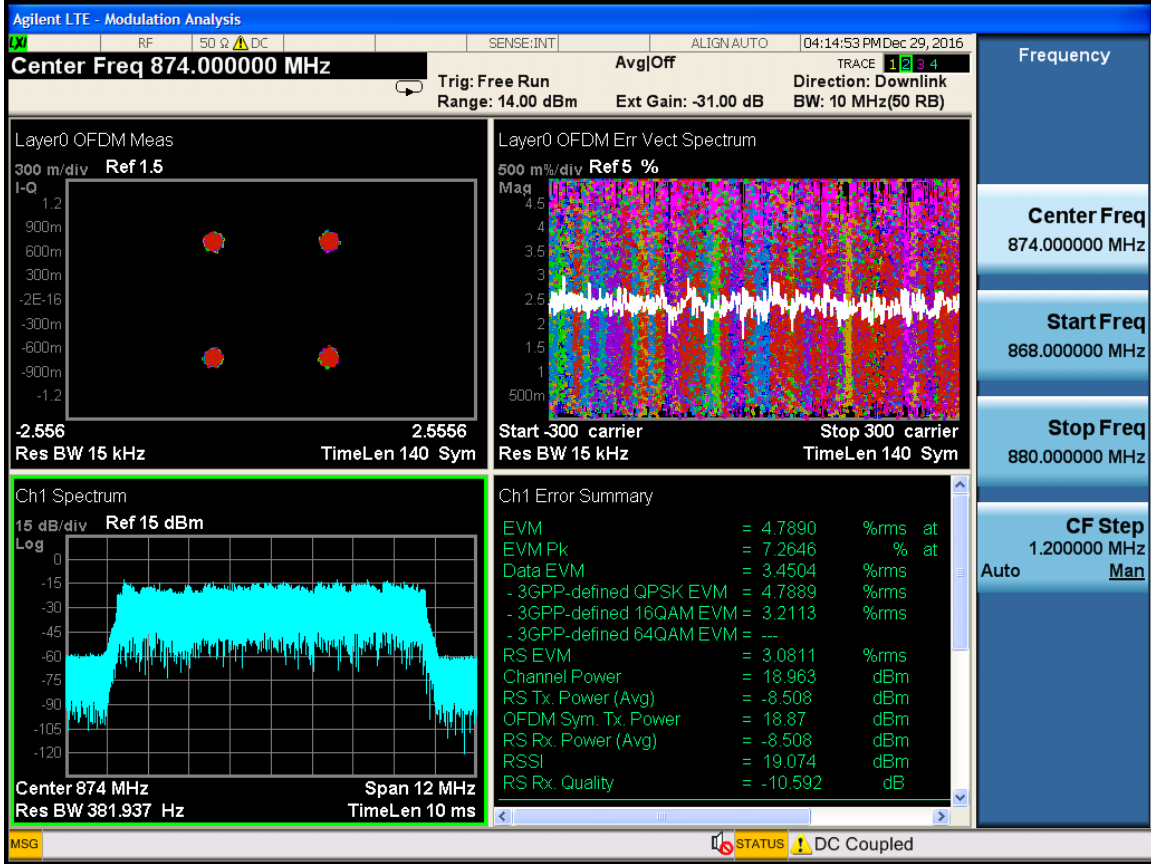 Agilent LTE - Modulation Analysis
LXI RF 50 Ω DC SENSE:INT ALIGN AUTO 04:14:53 PM Dec 29, 2016
Center Freq 874.000000 MHz
Trig: Free Run
Range: 14.00 dBm
Avg|Off
Ext Gain: -31.00 dB
TRACE 1 2 3 4
Direction: Downlink
BW: 10 MHz(50 RB)
Layer0 OFDM Meas
300 m/div Ref 1.5
I-Q
1.2
900m
600m
300m
-2E-16
-300m
-600m
-900m
-1.2
-2.556 2.5556
Res BW 15 kHz TimeLen 140 Sym
Layer0 OFDM Err Vect Spectrum
500 m%/div Ref 5 %
Mag
4.5
4
3.5
3
2.5
2
1.5
1
500m
Start -300 carrier Stop 300 carrier
Res BW 15 kHz TimeLen 140 Sym
Ch1 Spectrum
15 dB/div Ref 15 dBm
Log
0
-15
-30
-45
-60
-75
-90
-105
-120
Center 874 MHz Span 12 MHz
Res BW 381.937 Hz TimeLen 10 ms
Ch1 Error Summary
EVM = 4.7890 %rms at
EVM Pk = 7.2646 % at
Data EVM = 3.4504 %rms
- 3GPP-defined QPSK EVM = 4.7889 %rms
- 3GPP-defined 16QAM EVM = 3.2113 %rms
- 3GPP-defined 64QAM EVM = ---
RS EVM = 3.0811 %rms
Channel Power = 18.963 dBm
RS Tx. Power (Avg) = -8.508 dBm
OFDM Sym. Tx. Power = 18.87 dBm
RS Rx. Power (Avg) = -8.508 dBm
RSSI = 19.074 dBm
RS Rx. Quality = -10.592 dB
Frequency
Center Freq
874.000000 MHz
Start Freq
868.000000 MHz
Stop Freq
880.000000 MHz
CF Step
1.200000 MHz
Auto Man
MSG STATUS DC Coupled